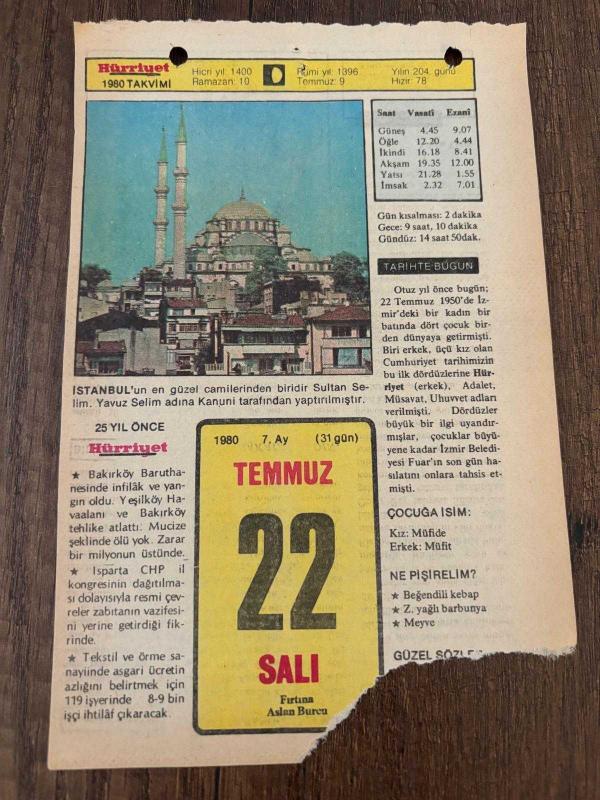 Hürriyet
1980 TAKVİMİ
Hicri yıl: 1400
Ramazan: 10
Rûmi yıl: 1396
Temmuz: 9
Yılın 204. günü
Hızır: 78
Saat Vasatî Ezanî
Güneş 4.45 9.07
Öğle 12.20 4.44
İkindi 16.18 8.41
Akşam 19.35 12.00
Yatsı 21.28 1.55
İmsak 2.32 7.01
Gün kısalması: 2 dakika
Gece: 9 saat, 10 dakika
Gündüz: 14 saat 50dak.
TARİHTE BUGÜN
Otuz yıl önce bugün;
22 Temmuz 1950'de İz-
mir'deki bir kadın bir
batında dört çocuk bir-
den dünyaya getirmişti.
Biri erkek, üçü kız olan
Cumhuriyet tarihimizin
bu ilk dördüzlerine Hür-
riyet (erkek), Adalet,
Müsavat, Uhuvvet adları
verilmişti. Dördüzler
büyük bir ilgi uyandır-
mışlar, çocuklar büyü-
yene kadar İzmir Beledi-
yesi Fuar'ın son gün ha-
sılatını onlara tahsis et-
mişti.
ÇOCUĞA İSİM:
Kız: Müfide
Erkek: Müfit
NE PİŞİRELİM?
★ Beğendili kebap
★ Z. yağlı barbunya
★ Meyve
GÜZEL SÖZLE
İSTANBUL'un en güzel camilerinden biridir Sultan Se-
lim. Yavuz Selim adına Kanuni tarafından yaptırılmıştır.
25 YIL ÖNCE
Hürriyet
★ Bakırköy Barutha-
nesinde infilâk ve yan-
gın oldu. Yeşilköy Ha-
vaalanı ve Bakırköy
tehlike atlattı. Mucize
şeklinde ölü yok. Zarar
bir milyonun üstünde.
★ Isparta CHP il
kongresinin dağıtılma-
sı dolayısıyla resmi çev-
reler zabıtanın vazifesi-
ni yerine getirdiği fik-
rinde.
★ Tekstil ve örme sa-
nayiinde asgari ücretin
azlığını belirtmek için
119 işyerinde 8-9 bin
işçi ihtilâf çıkaracak.
1980 7. Ay (31 gün)
TEMMUZ
22
SALI
Fırtına
Aslan Burcu